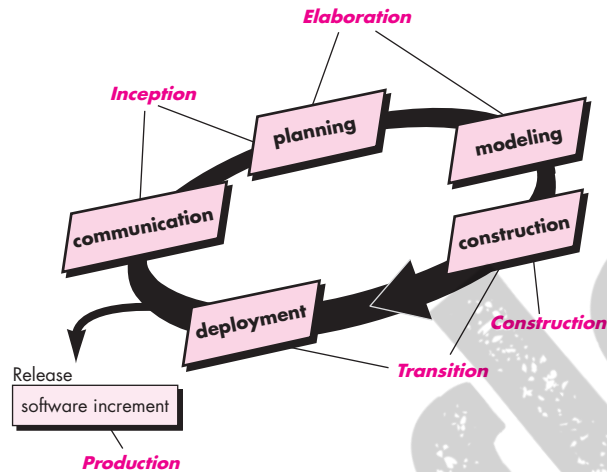 Elaboration
Inception
planning
modeling
communication
construction
deployment
Construction
Transition
Release
software increment
Production